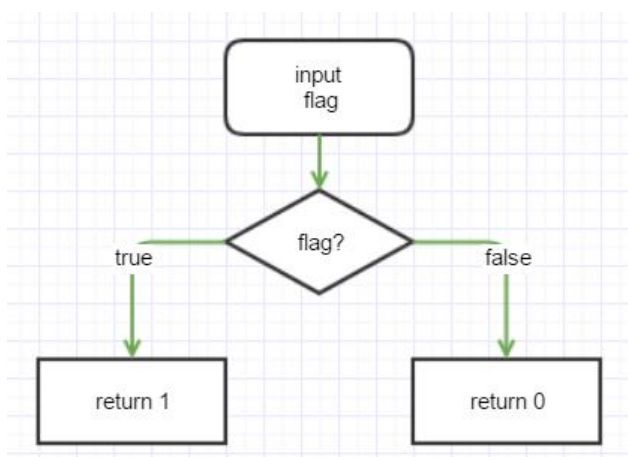 input
flag
flag?
true
false
return 1
return 0